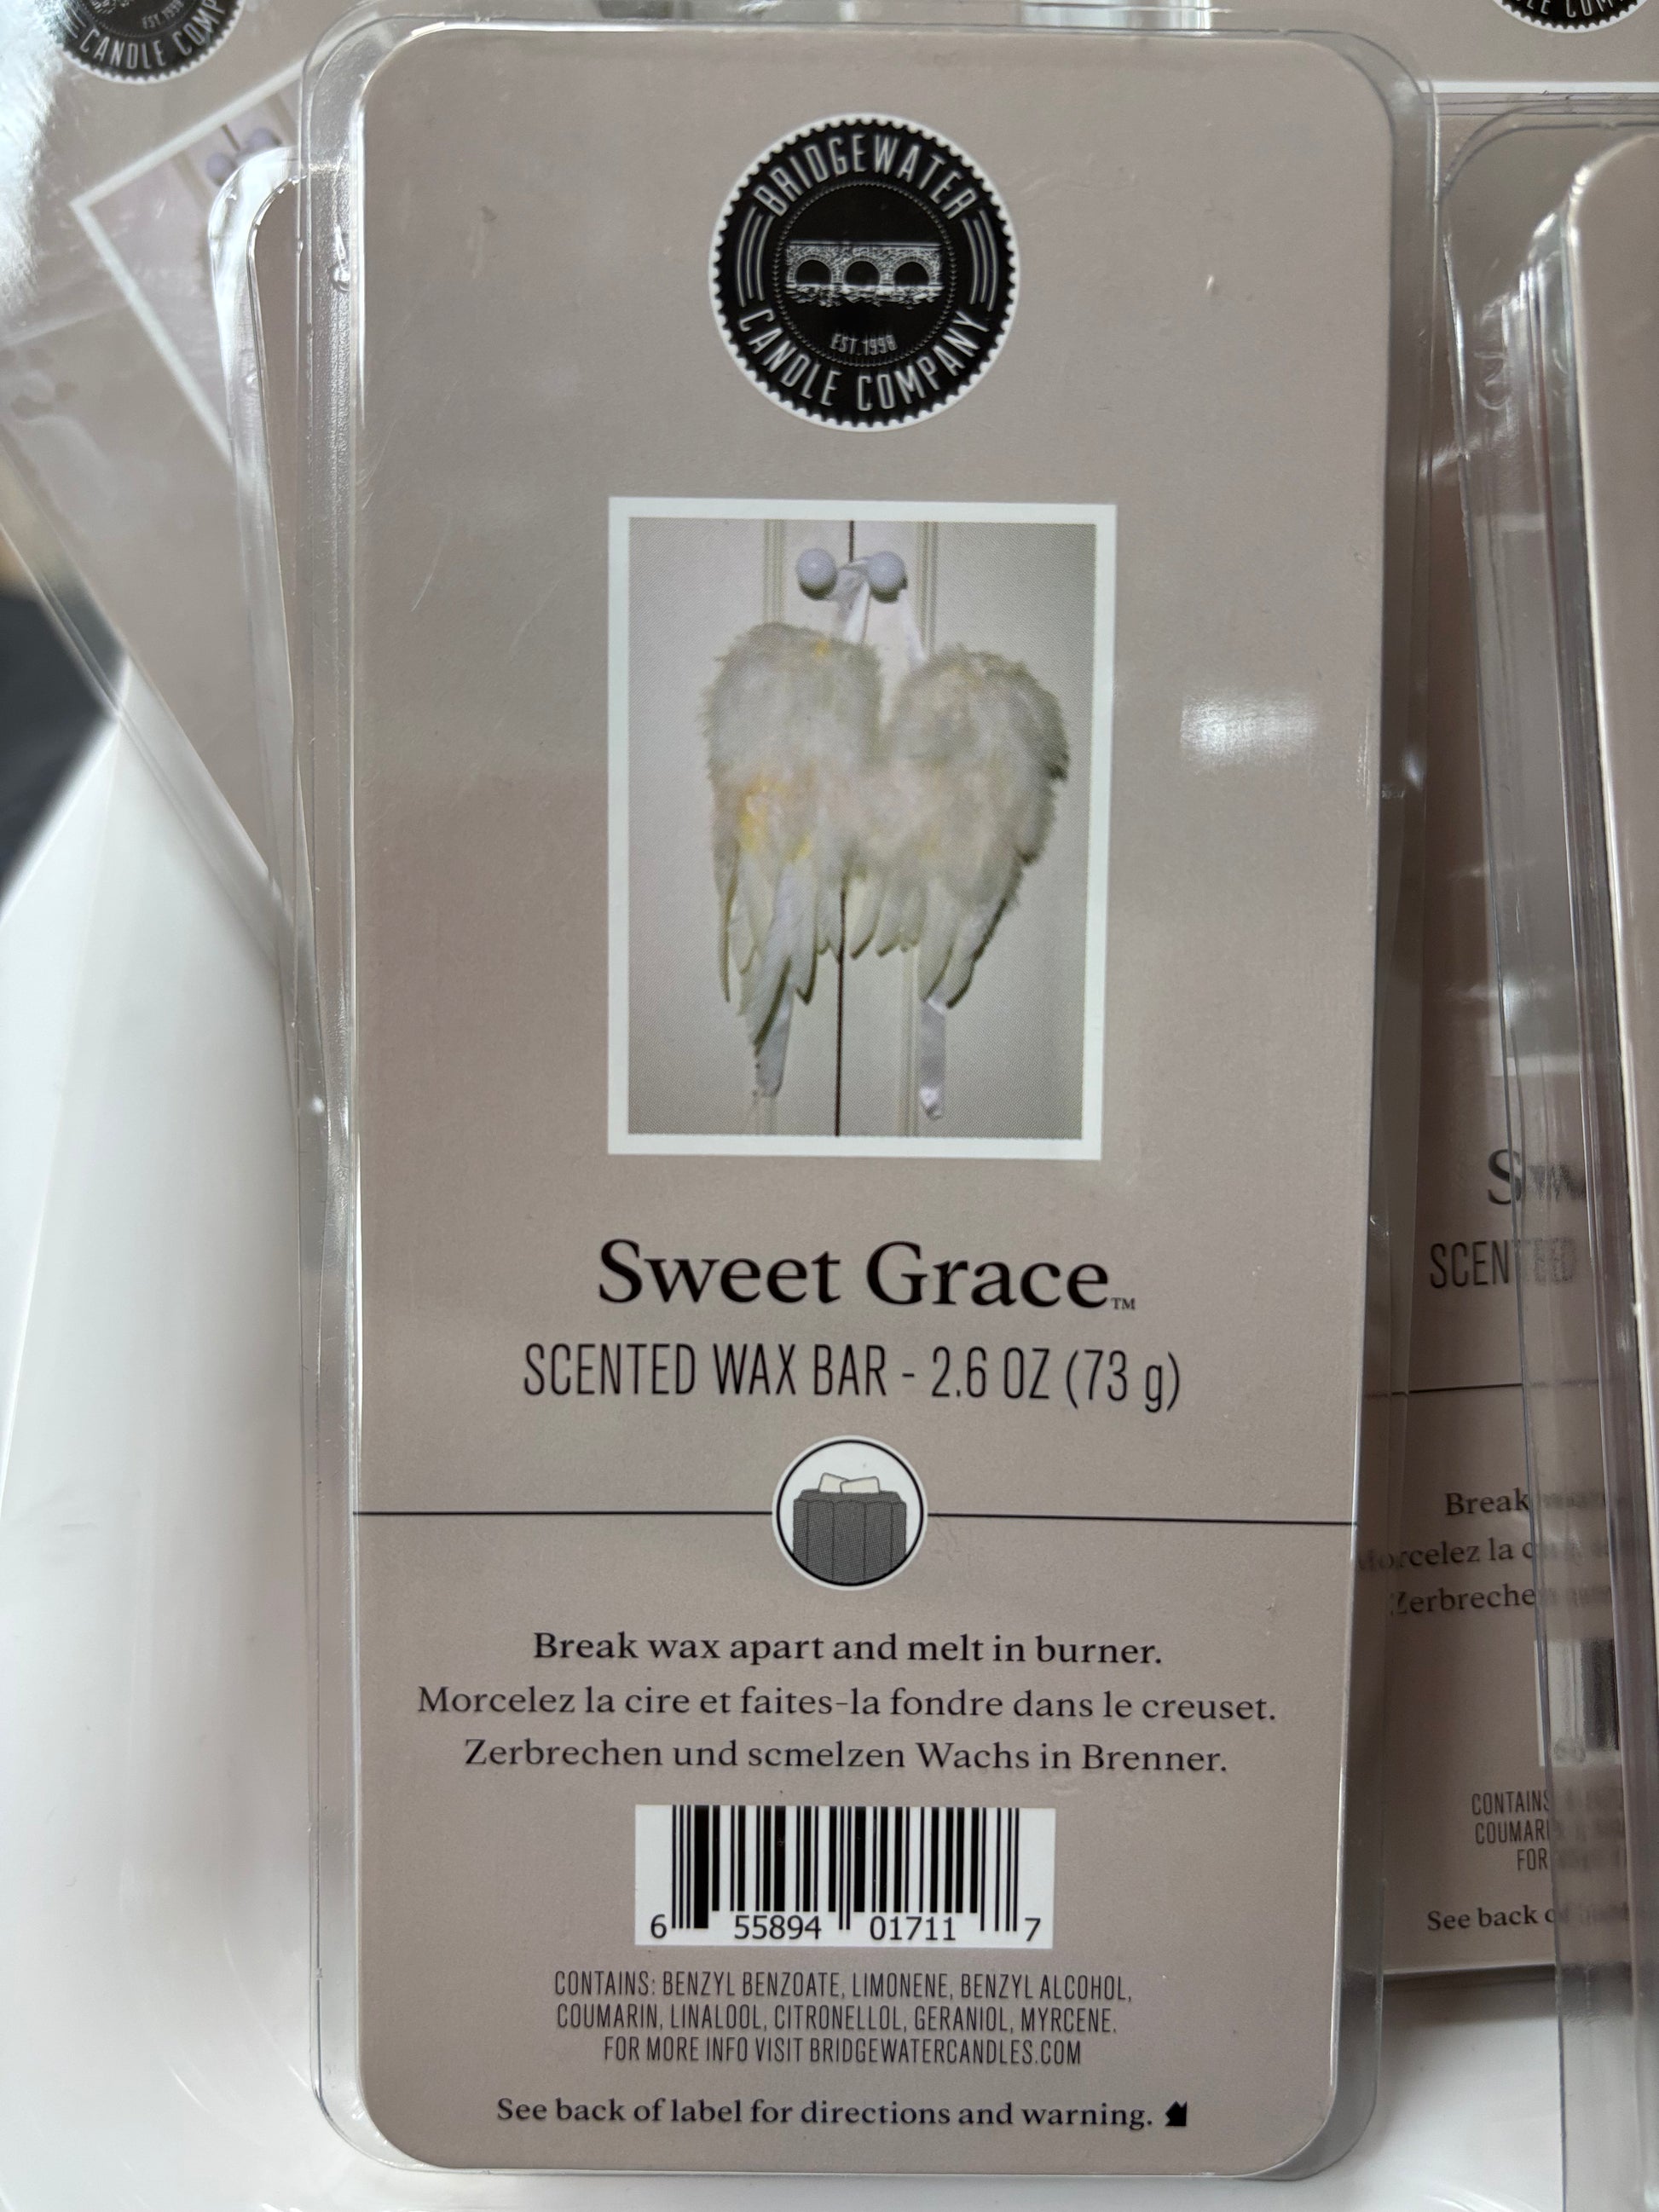 CANDLE COM
EST. 1998
BRIDGEWATER
EST. 1998
CANDLE COMPANY
Sweet Grace™
SCENTED WAX BAR - 2.6 OZ (73 g)
Break wax apart and melt in burner.
Morcelez la cire et faites-la fondre dans le creuset.
Zerbrechen und scmelzen Wachs in Brenner.
6 55894 01711 7
CONTAINS: BENZYL BENZOATE, LIMONENE, BENZYL ALCOHOL,
COUMARIN, LINALOOL, CITRONELLOL, GERANIOL, MYRCENE.
FOR MORE INFO VISIT BRIDGEWATERCANDLES.COM
See back of label for directions and warning.
SCENTED
Break
Morcelez la
Zerbreche
CONTAINS
COUMARI
FOR
See back